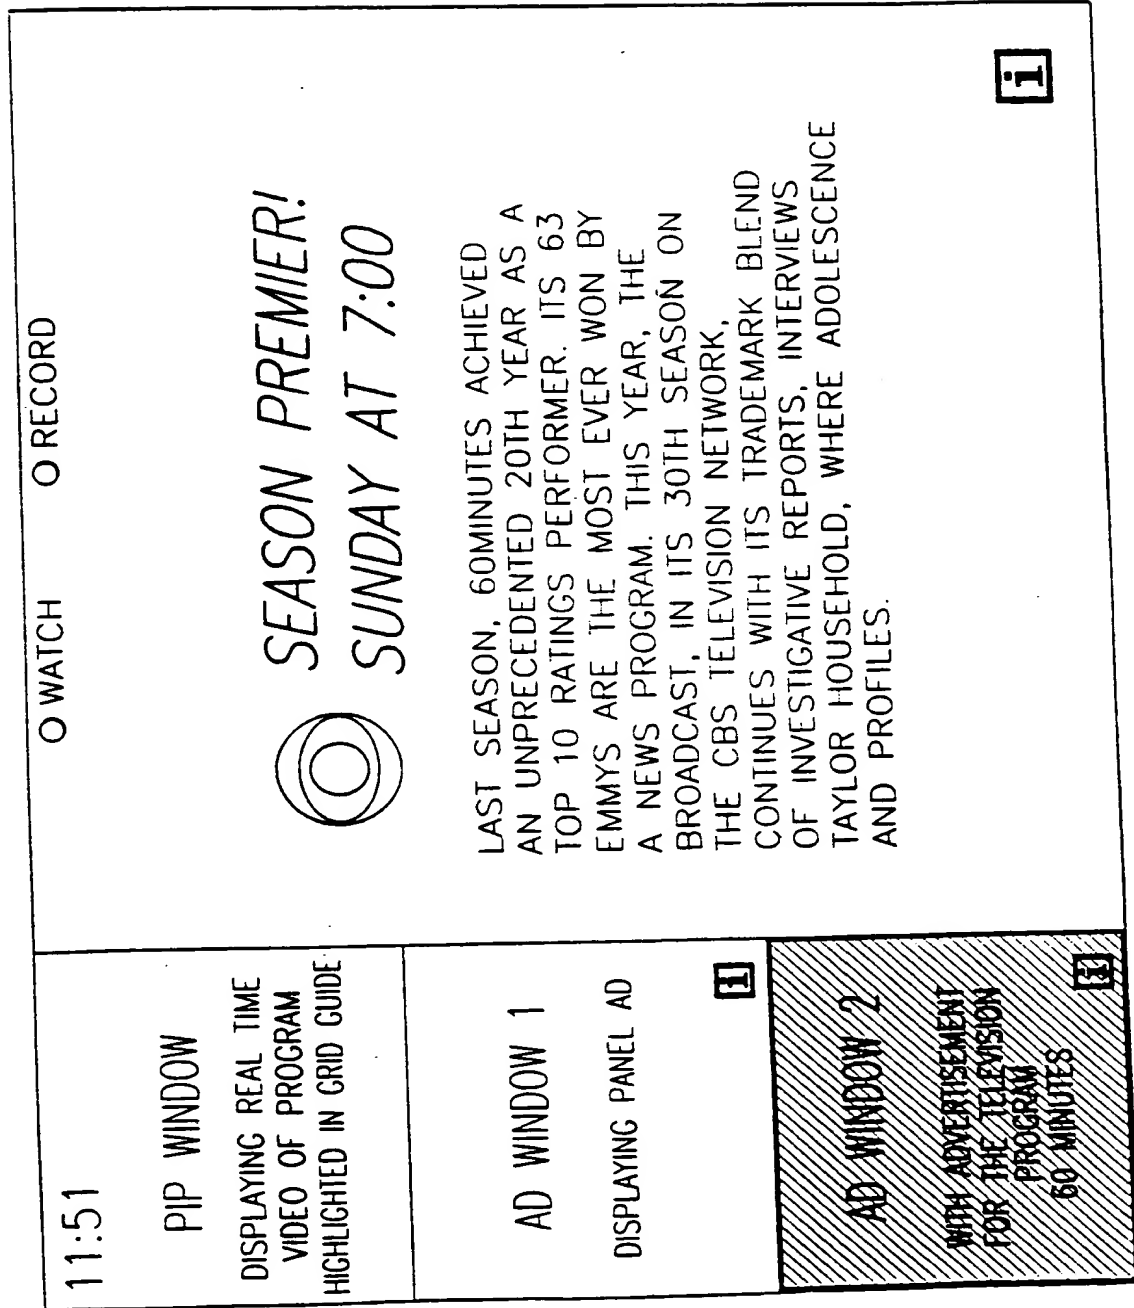 11:51
PIP WINDOW
DISPLAYING REAL TIME
VIDEO OF PROGRAM
HIGHLIGHTED IN GRID GUIDE
AD WINDOW 1
DISPLAYING PANEL AD
i
AD WINDOW 2
WITH ADVERTISEMENT
FOR THE TELEVISION
PROGRAM
60 MINUTES
i
O WATCH O RECORD
SEASON PREMIER!
SUNDAY AT 7:00
LAST SEASON, 60MINUTES ACHIEVED
AN UNPRECEDENTED 20TH YEAR AS A
TOP 10 RATINGS PERFORMER. ITS 63
EMMYS ARE THE MOST EVER WON BY
A NEWS PROGRAM. THIS YEAR, THE
BROADCAST, IN ITS 30TH SEASON ON
THE CBS TELEVISION NETWORK,
CONTINUES WITH ITS TRADEMARK BLEND
OF INVESTIGATIVE REPORTS, INTERVIEWS
TAYLOR HOUSEHOLD, WHERE ADOLESCENCE
AND PROFILES.
i